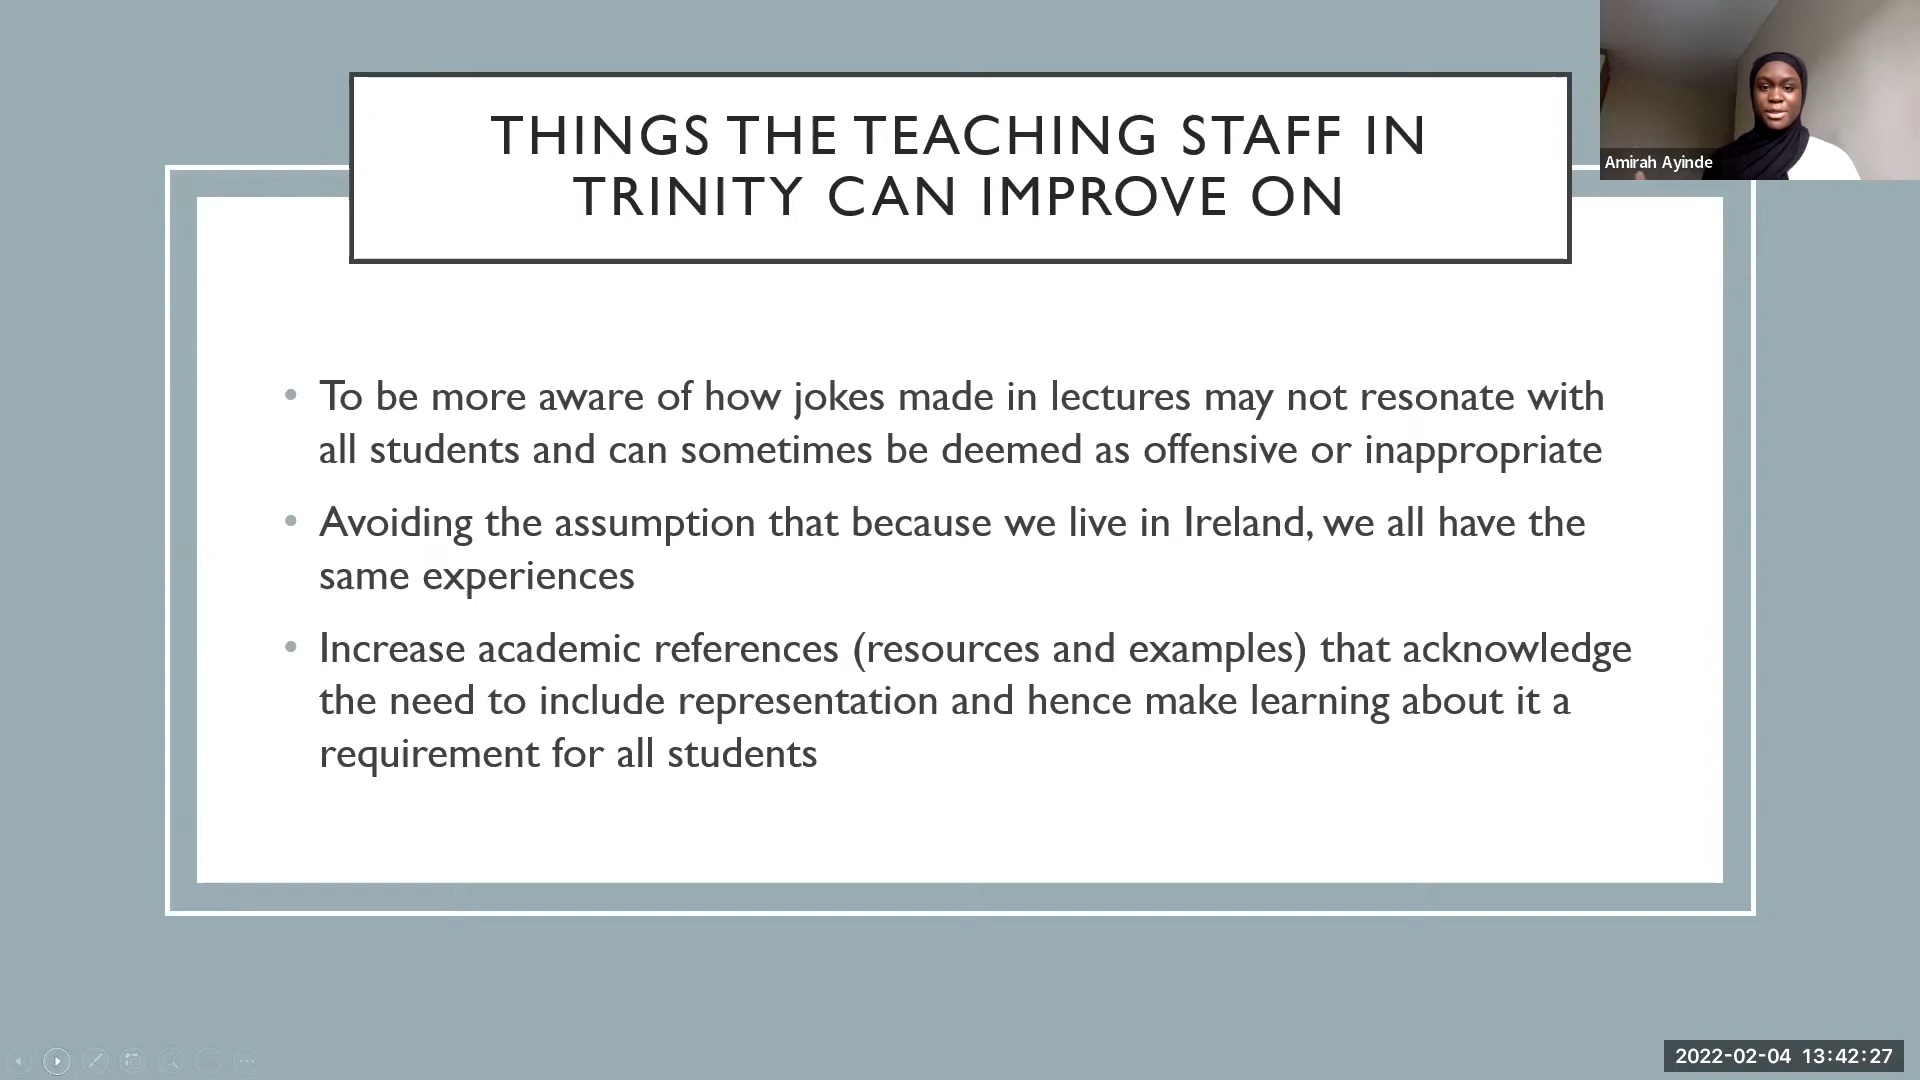 THINGS THE TEACHING STAFF IN
TRINITY CAN IMPROVE ON
Amirah Ayinde
• To be more aware of how jokes made in lectures may not resonate with
all students and can sometimes be deemed as offensive or inappropriate
• Avoiding the assumption that because we live in Ireland, we all have the
same experiences
• Increase academic references (resources and examples) that acknowledge
the need to include representation and hence make learning about it a
requirement for all students
2022-02-04 13:42:27